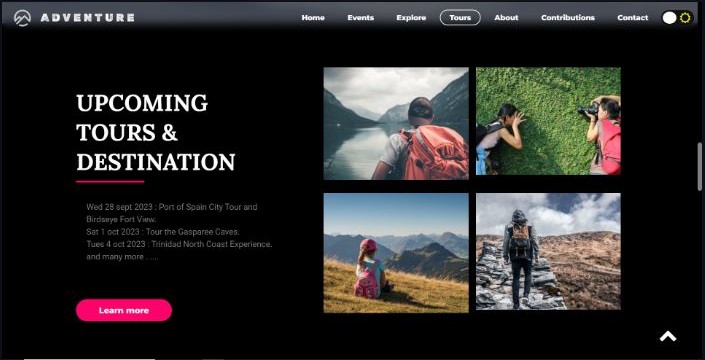 ADVENTURE
Home Events Explore Tours About Contributions Contact
UPCOMING
TOURS &
DESTINATION
Wed 28 sept 2023 : Port of Spain City Tour and
Birdseye Fort View.
Sat 1 oct 2023 : Tour the Gasparee Caves.
Tues 4 oct 2023 : Trinidad North Coast Experience.
and many more ......
Learn more